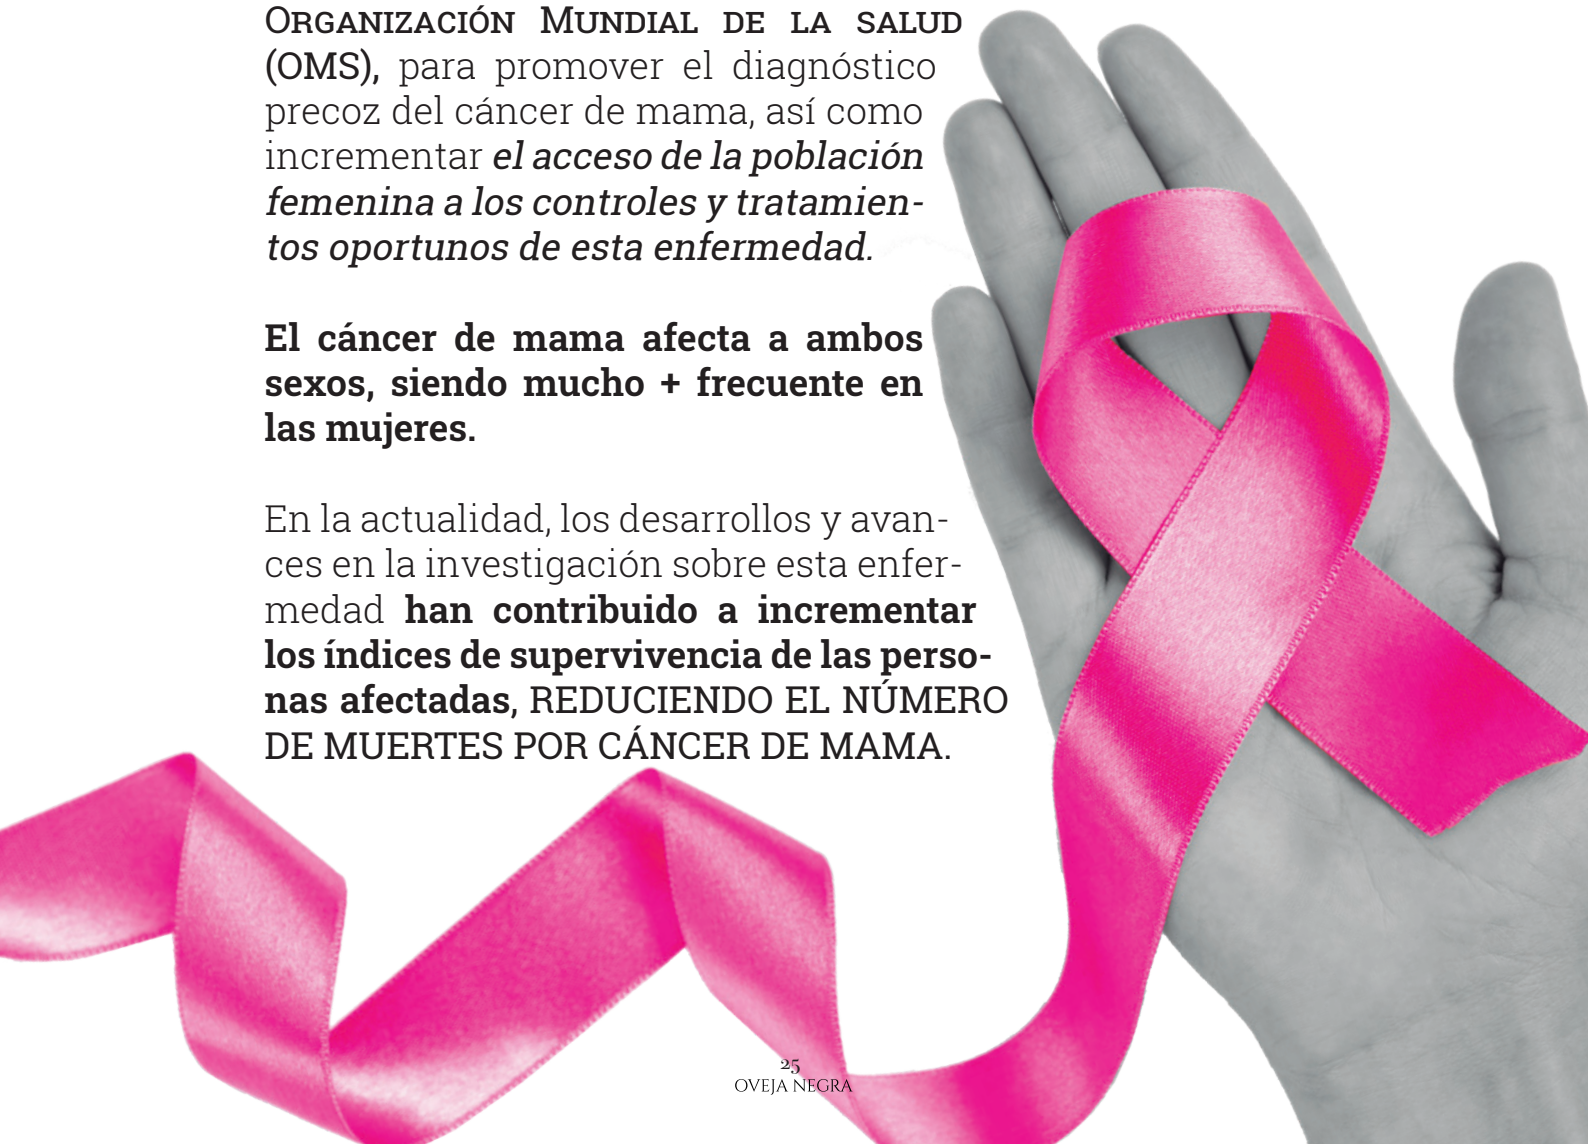 ORGANIZACIÓN MUNDIAL DE LA SALUD
(OMS), para promover el diagnóstico
precoz del cáncer de mama, así como
incrementar el acceso de la población
femenina a los controles y tratamien-
tos oportunos de esta enfermedad.
El cáncer de mama afecta a ambos
sexos, siendo mucho + frecuente en
las mujeres.
En la actualidad, los desarrollos y avan-
ces en la investigación sobre esta enfer-
medad han contribuido a incrementar
los índices de supervivencia de las perso-
nas afectadas, REDUCIENDO EL NÚMERO
DE MUERTES POR CÁNCER DE MAMA.
25
OVEJA NEGRA